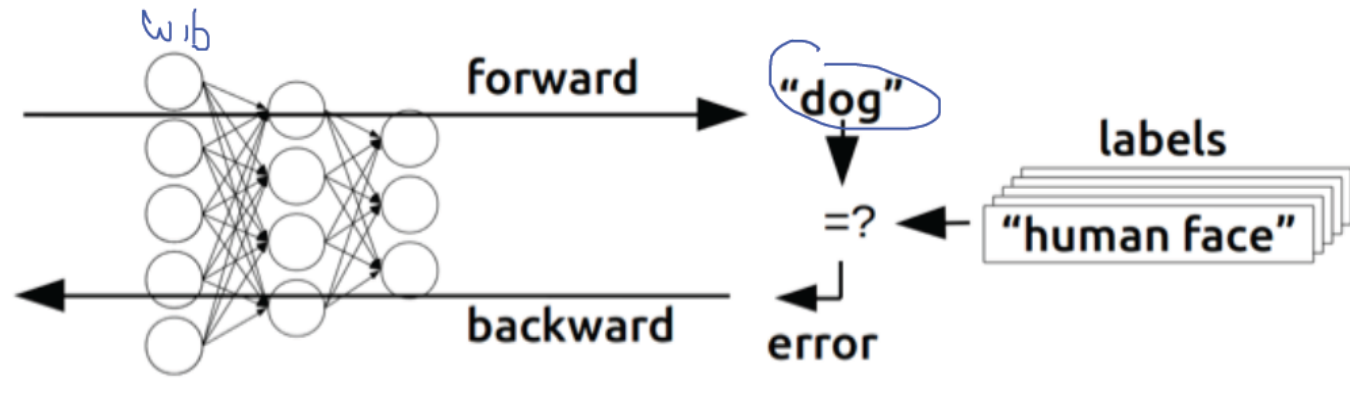 w,b
forward
"dog"
labels
=?
"human face"
backward
error